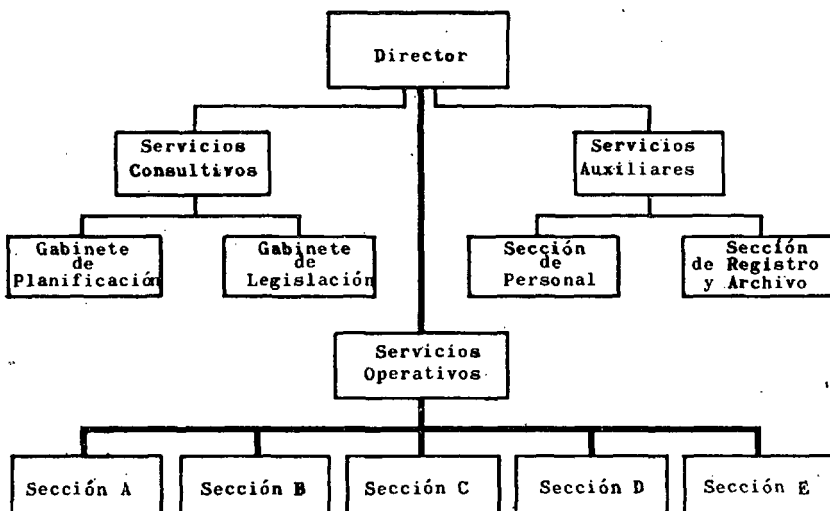 Director
Servicios
Consultivos
Servicios
Auxiliares
Gabinete
de
Planificación
Gabinete
de
Legislación
Sección
de
Personal
Sección
de Registro
y Archivo
Servicios
Operativos
Sección A
Sección B
Sección C
Sección D
Sección E